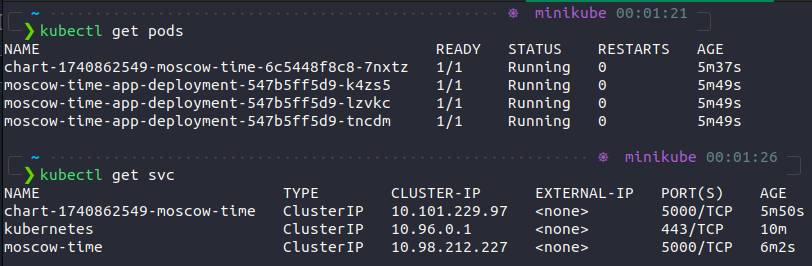 ~ minikube 00:01:21
❯kubectl get pods
NAME READY STATUS RESTARTS AGE
chart-1740862549-moscow-time-6c5448f8c8-7nxtz 1/1 Running 0 5m37s
moscow-time-app-deployment-547b5ff5d9-k4zs5 1/1 Running 0 5m49s
moscow-time-app-deployment-547b5ff5d9-lzvkc 1/1 Running 0 5m49s
moscow-time-app-deployment-547b5ff5d9-tncdm 1/1 Running 0 5m49s
~ minikube 00:01:26
❯kubectl get svc
NAME TYPE CLUSTER-IP EXTERNAL-IP PORT(S) AGE
chart-1740862549-moscow-time ClusterIP 10.101.229.97 <none> 5000/TCP 5m50s
kubernetes ClusterIP 10.96.0.1 <none> 443/TCP 10m
moscow-time ClusterIP 10.98.212.227 <none> 5000/TCP 6m2s